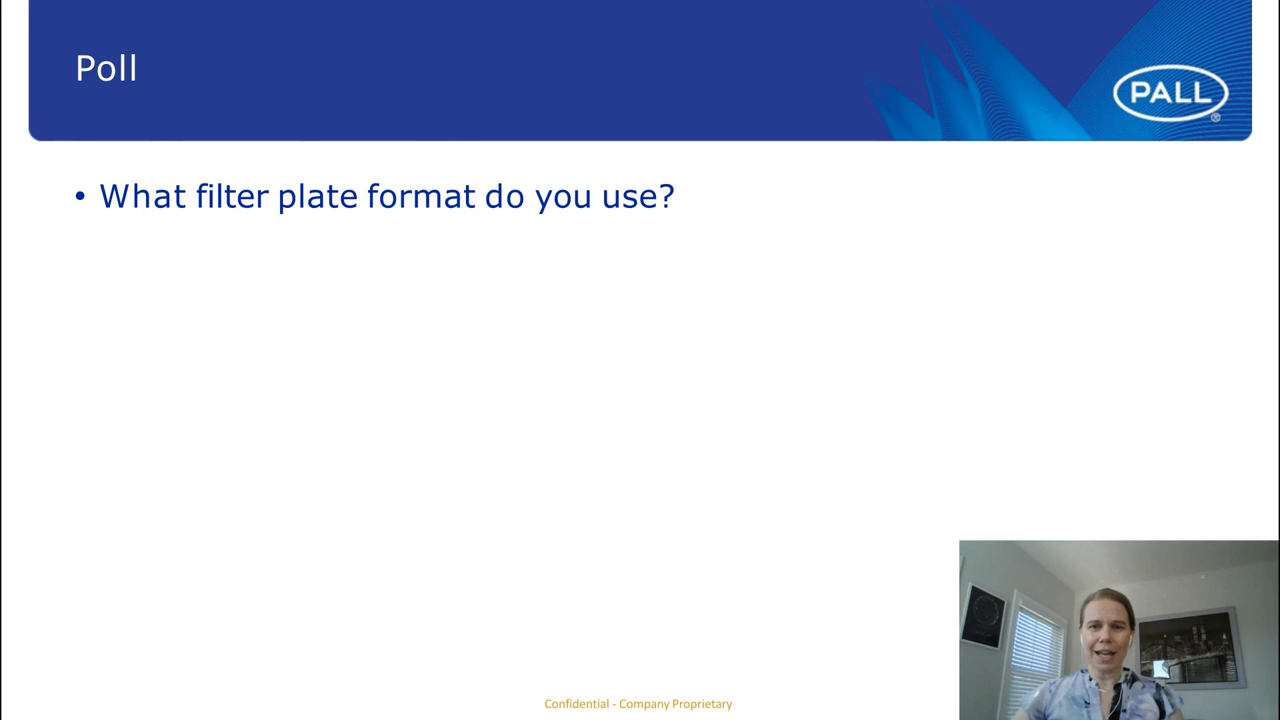 Poll
PALL
®
• What filter plate format do you use?
Confidential - Company Proprietary